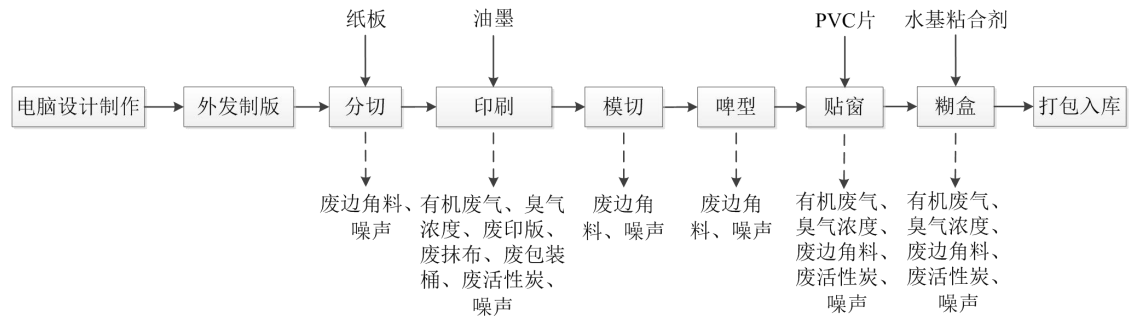 纸板
油墨
PVC片
水基粘合剂
电脑设计制作
外发制版
分切
印刷
模切
啤型
贴窗
糊盒
打包入库
废边角料、
噪声
有机废气、臭气
浓度、废印版、
废抹布、废包装
桶、废活性炭、
噪声
废边角
料、噪声
废边角
料、噪声
有机废气、
臭气浓度、
废边角料、
废活性炭、
噪声
有机废气、
臭气浓度、
废边角料、
废活性炭、
噪声